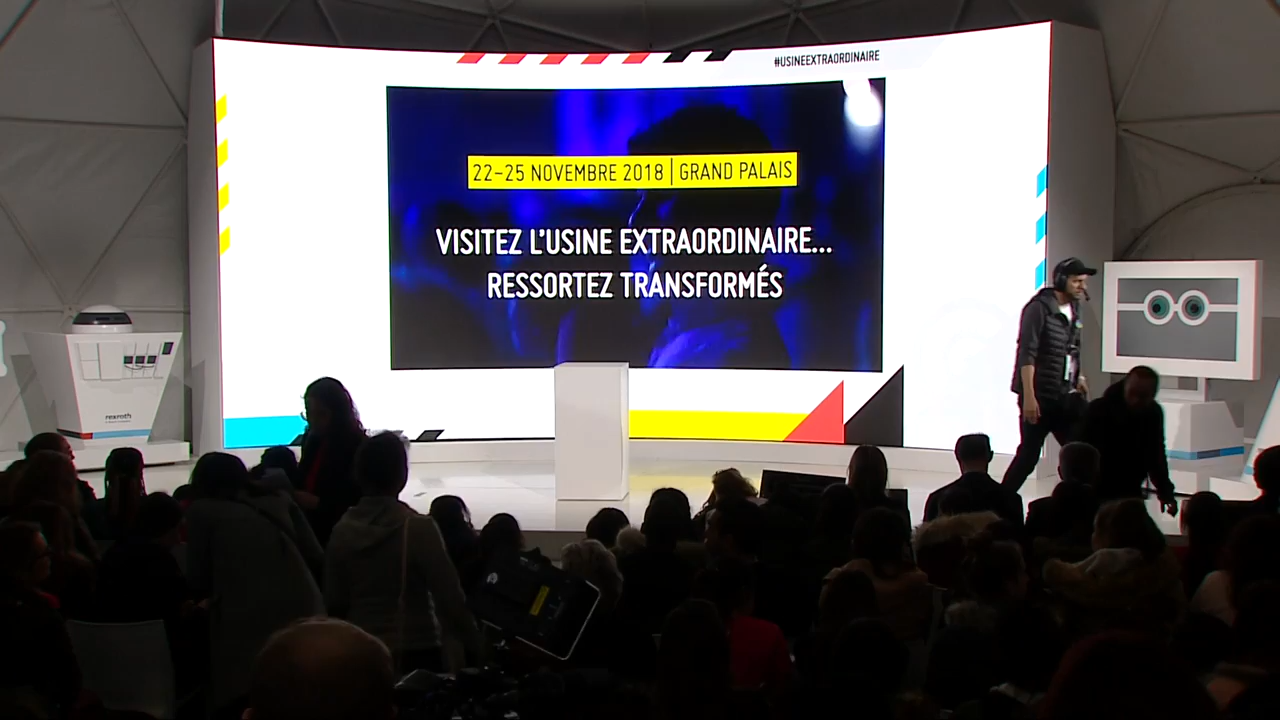 #USINEEXTRAORDINAIRE
22–25 NOVEMBRE 2018 | GRAND PALAIS
VISITEZ L'USINE EXTRAORDINAIRE...
RESSORTEZ TRANSFORMÉS
rexroth